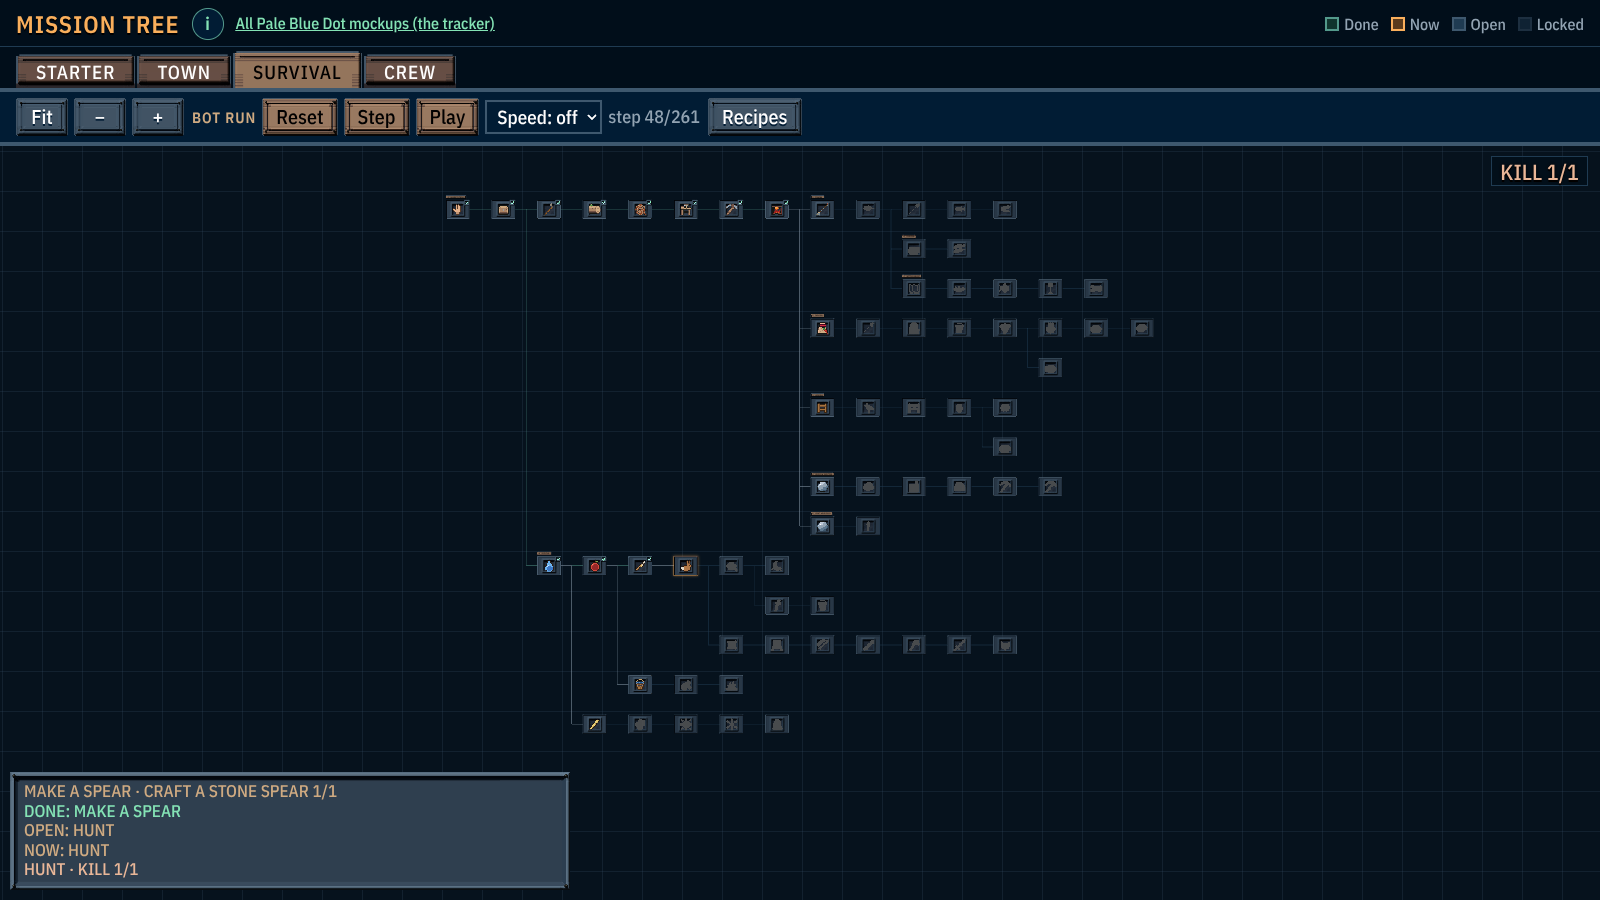 MISSION TREE
i
All Pale Blue Dot mockups (the tracker)
Done
Now
Open
Locked
STARTER
TOWN
SURVIVAL
CREW
Fit
−
+
BOT RUN
Reset
Step
Play
Speed: off
step 48/261
Recipes
KILL 1/1
MAKE A SPEAR · CRAFT A STONE SPEAR 1/1
DONE: MAKE A SPEAR
OPEN: HUNT
NOW: HUNT
HUNT · KILL 1/1